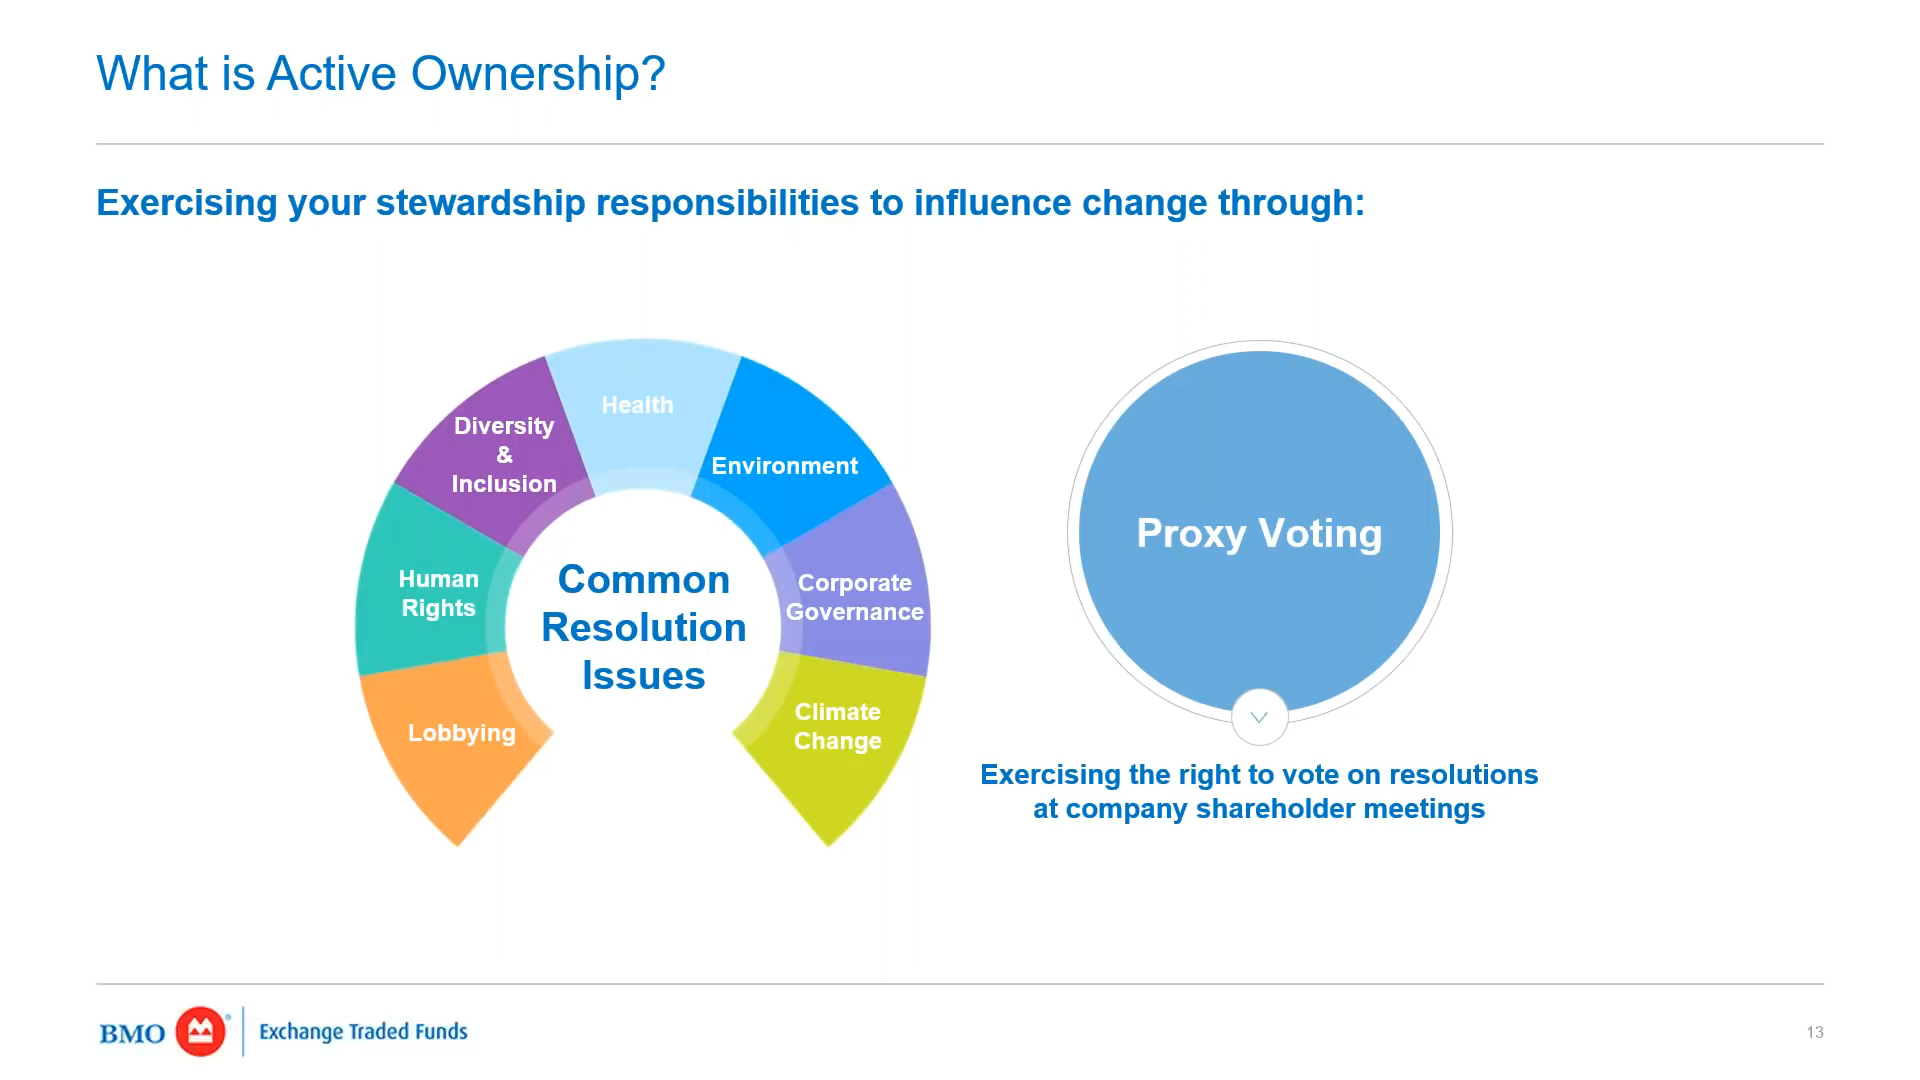 What is Active Ownership?
Exercising your stewardship responsibilities to influence change through:
Health
Diversity
&
Inclusion
Environment
Human
Rights
Corporate
Governance
Common
Resolution
Issues
Lobbying
Climate
Change
Proxy Voting
Exercising the right to vote on resolutions
at company shareholder meetings
BMO ® Exchange Traded Funds
13